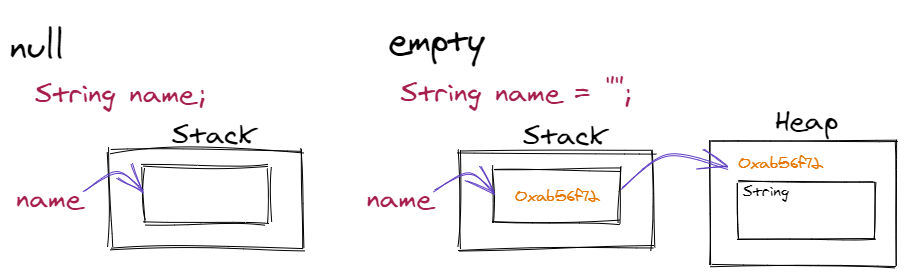 null
String name;
Stack
name
empty
String name = "";
Stack
name
0xab56f72
Heap
0xab56f72
String